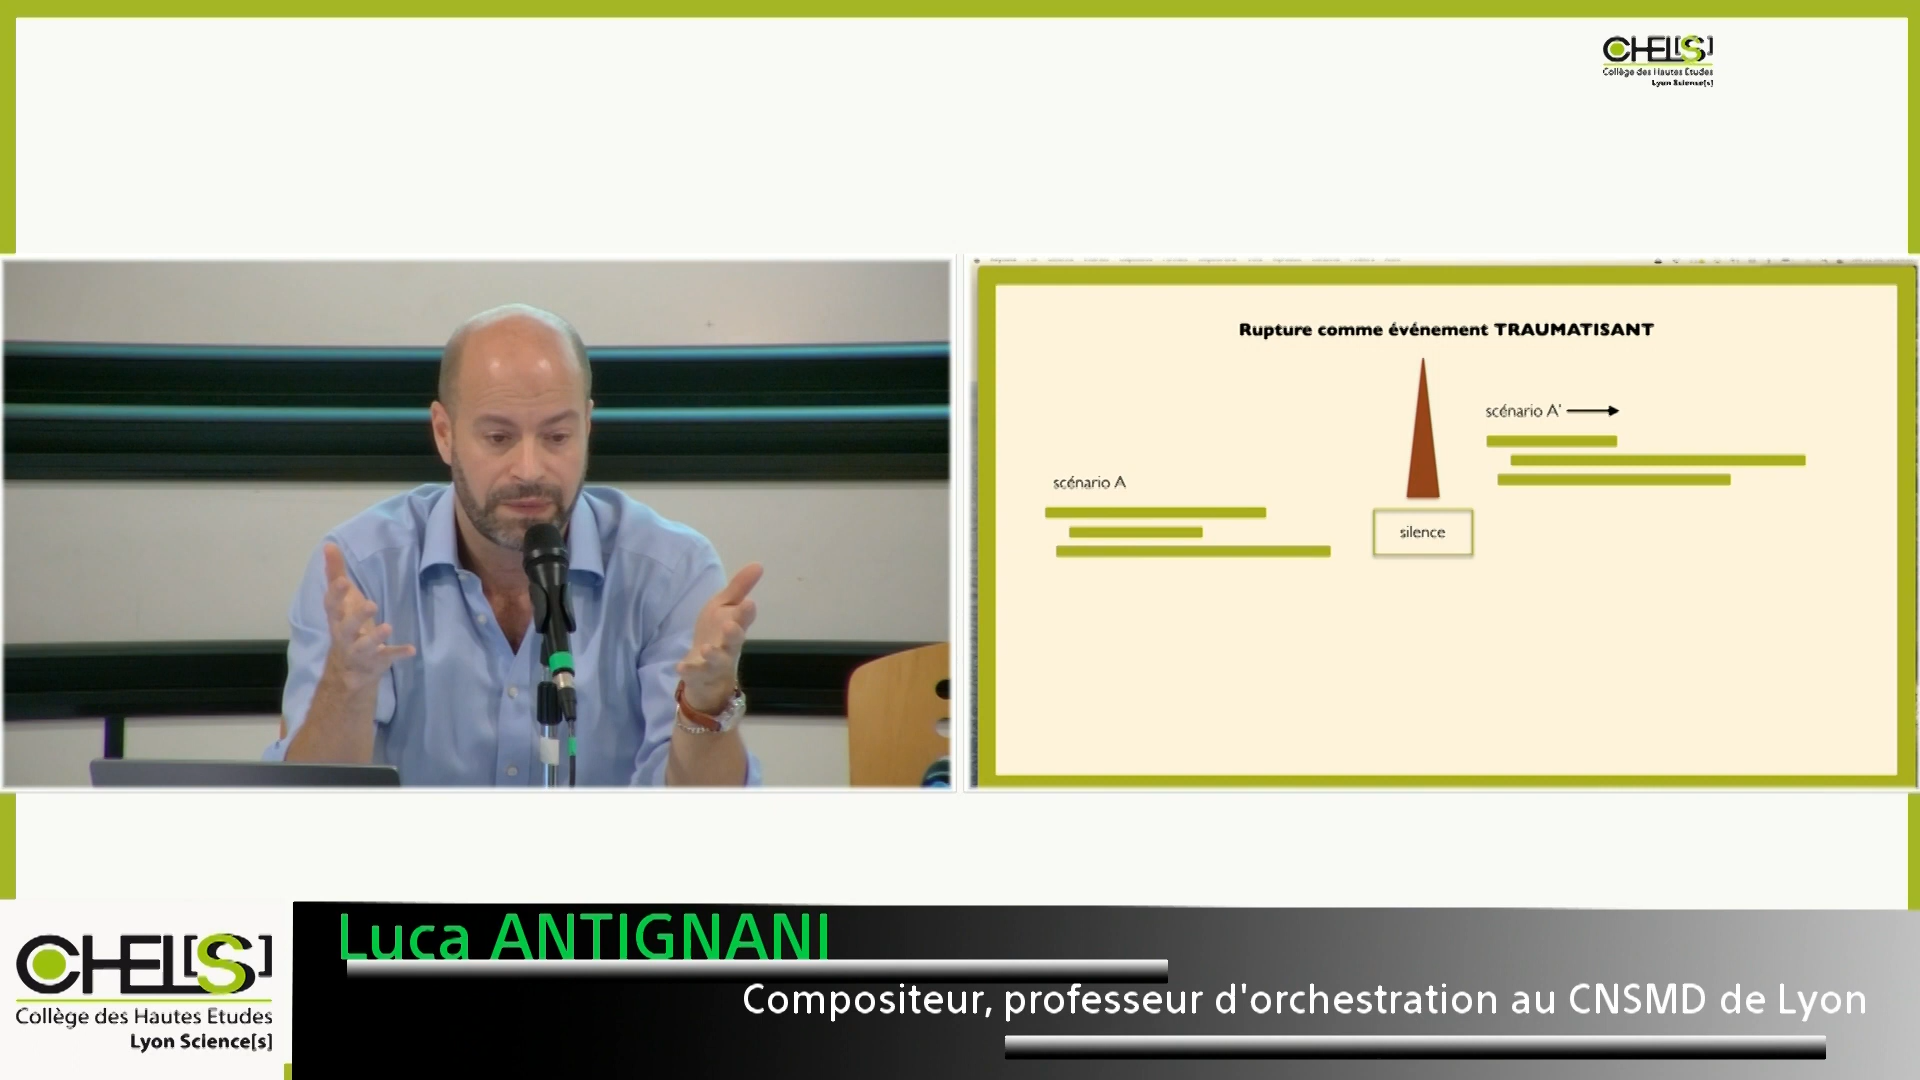 CHEL[S]
Collège des Hautes Etudes
Lyon Science[s]
Rupture comme événement TRAUMATISANT
scénario A'
scénario A
silence
Luca ANTIGNANI
CHEL[S]
Collège des Hautes Etudes
Lyon Science[s]
Compositeur, professeur d'orchestration au CNSMD de Lyon